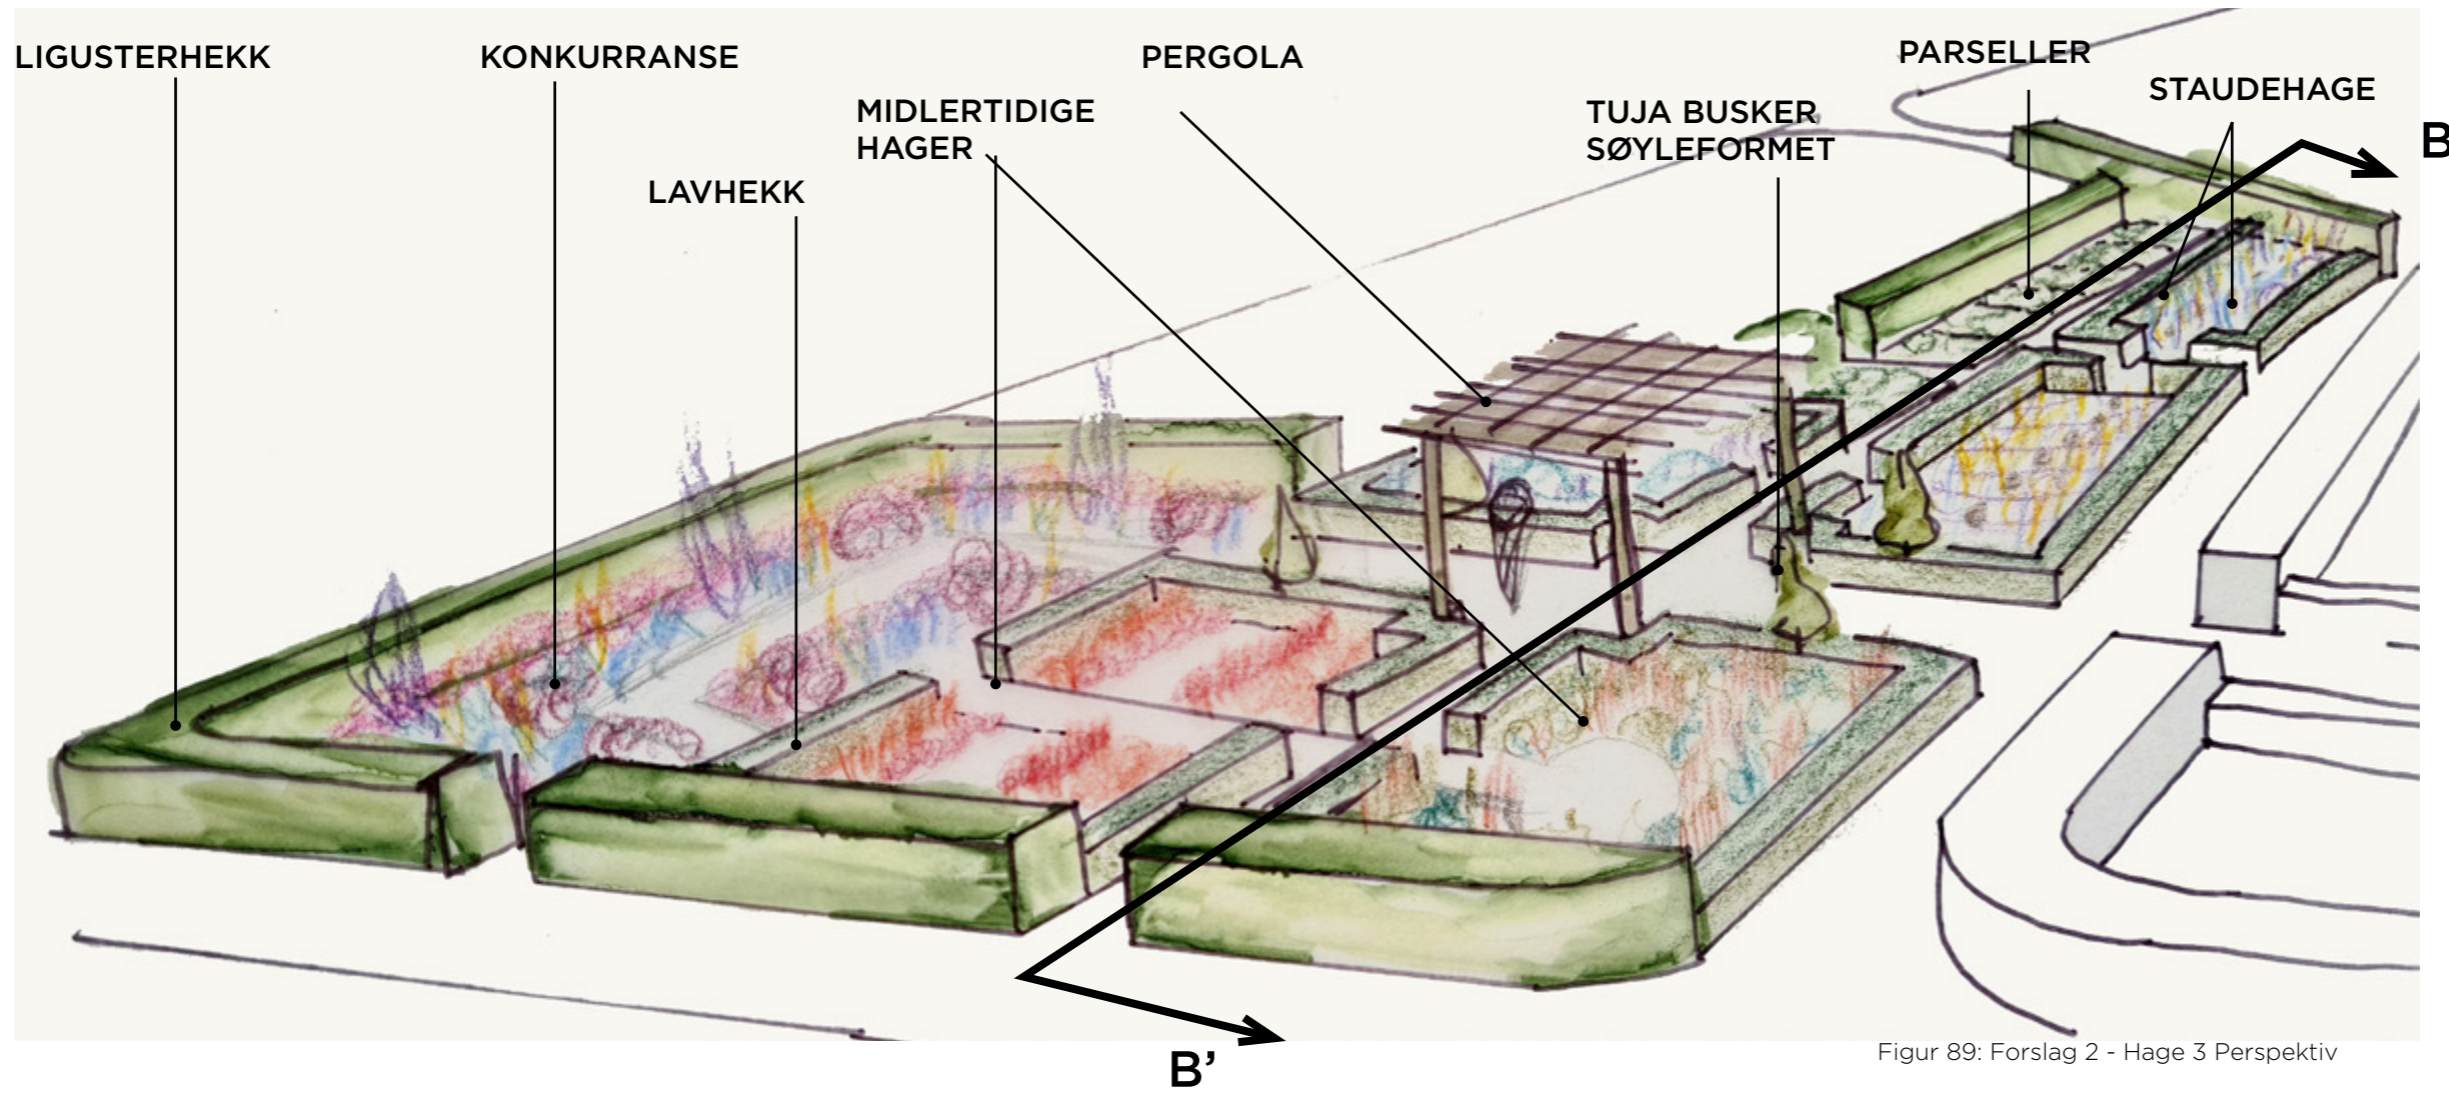 LIGUSTERHEKK
KONKURRANSE
PERGOLA
PARSELLER
STAUDEHAGE
MIDLERTIDIGE
HAGER
TUJA BUSKER
SØYLEFORMET
B
LAVHEKK
B’
Figur 89: Forslag 2 - Hage 3 Perspektiv